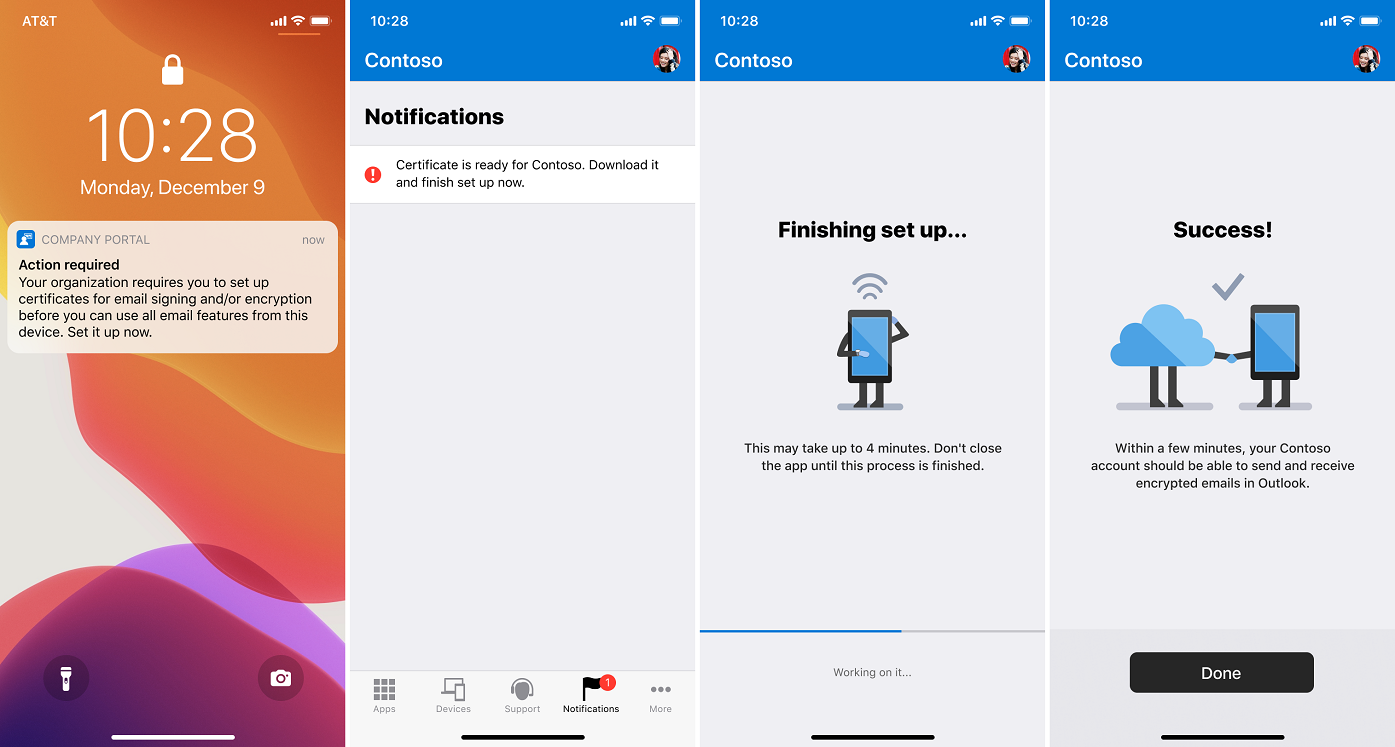 AT&T
10:28
Monday, December 9
COMPANY PORTAL now
Action required
Your organization requires you to set up
certificates for email signing and/or encryption
before you can use all email features from this
device. Set it up now.
10:28
Contoso
Notifications
Certificate is ready for Contoso. Download it
and finish set up now.
Apps Devices Support Notifications More
1
10:28
Contoso
Finishing set up...
This may take up to 4 minutes. Don't close
the app until this process is finished.
Working on it...
10:28
Contoso
Success!
Within a few minutes, your Contoso
account should be able to send and receive
encrypted emails in Outlook.
Done